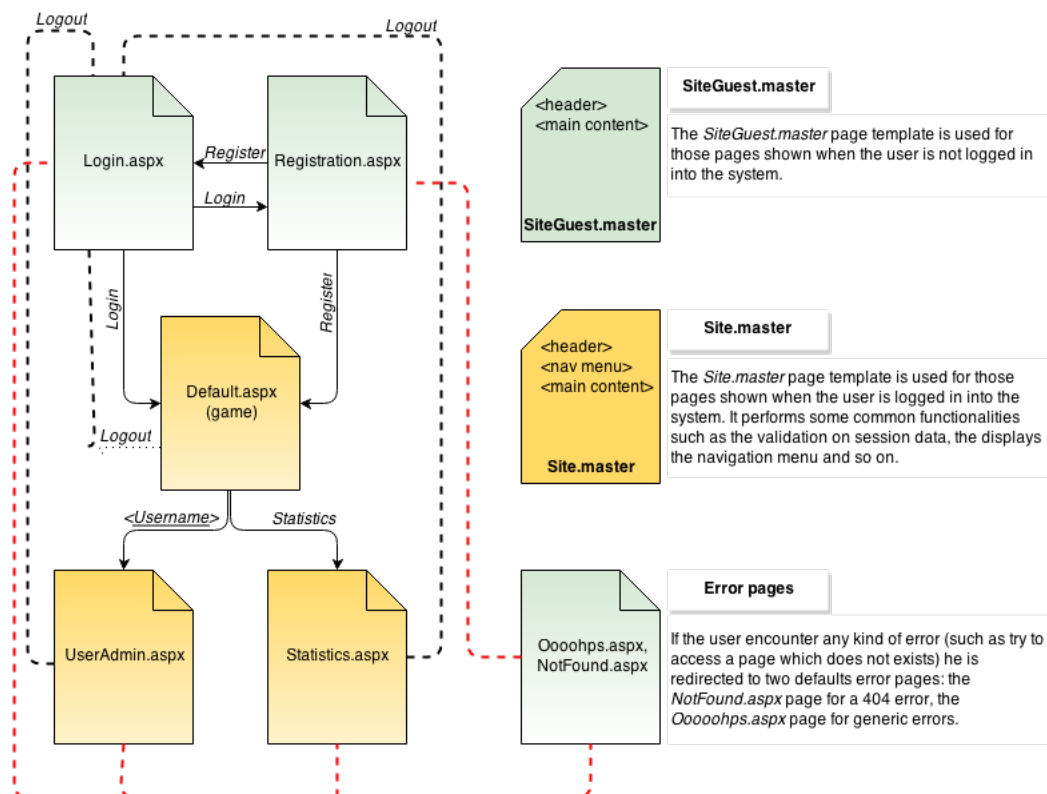 Logout
Logout
Login.aspx
Register
Registration.aspx
Login
Login
Register
Default.aspx
(game)
Logout
<Username>
Statistics
UserAdmin.aspx
Statistics.aspx
<header>
<main content>
SiteGuest.master
SiteGuest.master
The SiteGuest.master page template is used for
those pages shown when the user is not logged in
into the system.
<header>
<nav menu>
<main content>
Site.master
Site.master
The Site.master page template is used for those
pages shown when the user is logged in into the
system. It performs some common functionalities
such as the validation on session data, the displays
the navigation menu and so on.
Oooohps.aspx,
NotFound.aspx
Error pages
If the user encounter any kind of error (such as try to
access a page which does not exists) he is
redirected to two defaults error pages: the
NotFound.aspx page for a 404 error, the
Ooooohps.aspx page for generic errors.